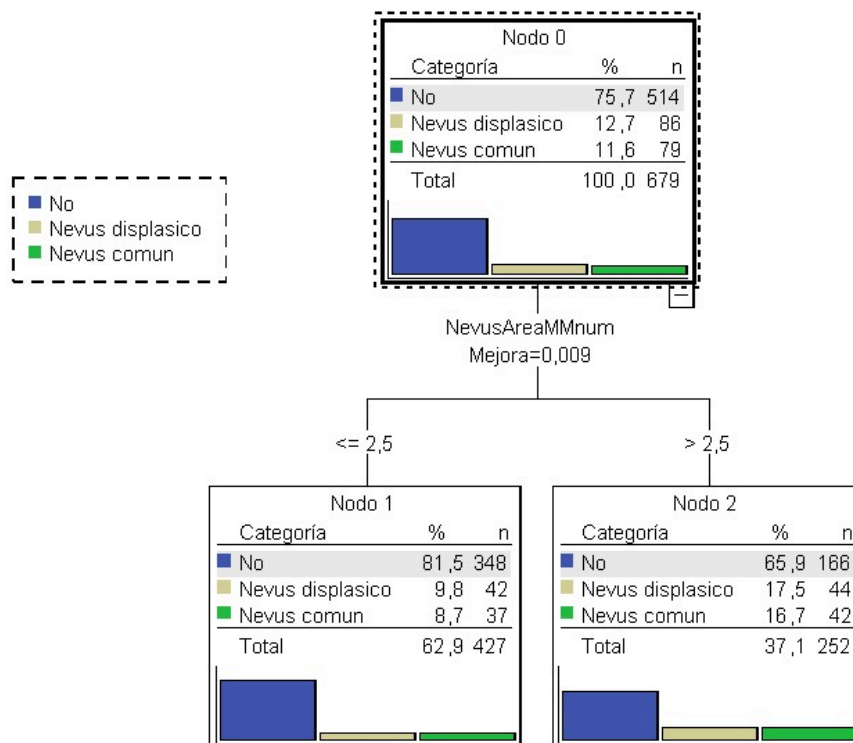 Nodo 0
Categoría % n
No 75,7 514
Nevus displasico 12,7 86
Nevus comun 11,6 79
Total 100,0 679
No
Nevus displasico
Nevus comun
NevusAreaMMnum
Mejora=0,009
<= 2,5
> 2,5
Nodo 1
Categoría % n
No 81,5 348
Nevus displasico 9,8 42
Nevus comun 8,7 37
Total 62,9 427
Nodo 2
Categoría % n
No 65,9 166
Nevus displasico 17,5 44
Nevus comun 16,7 42
Total 37,1 252